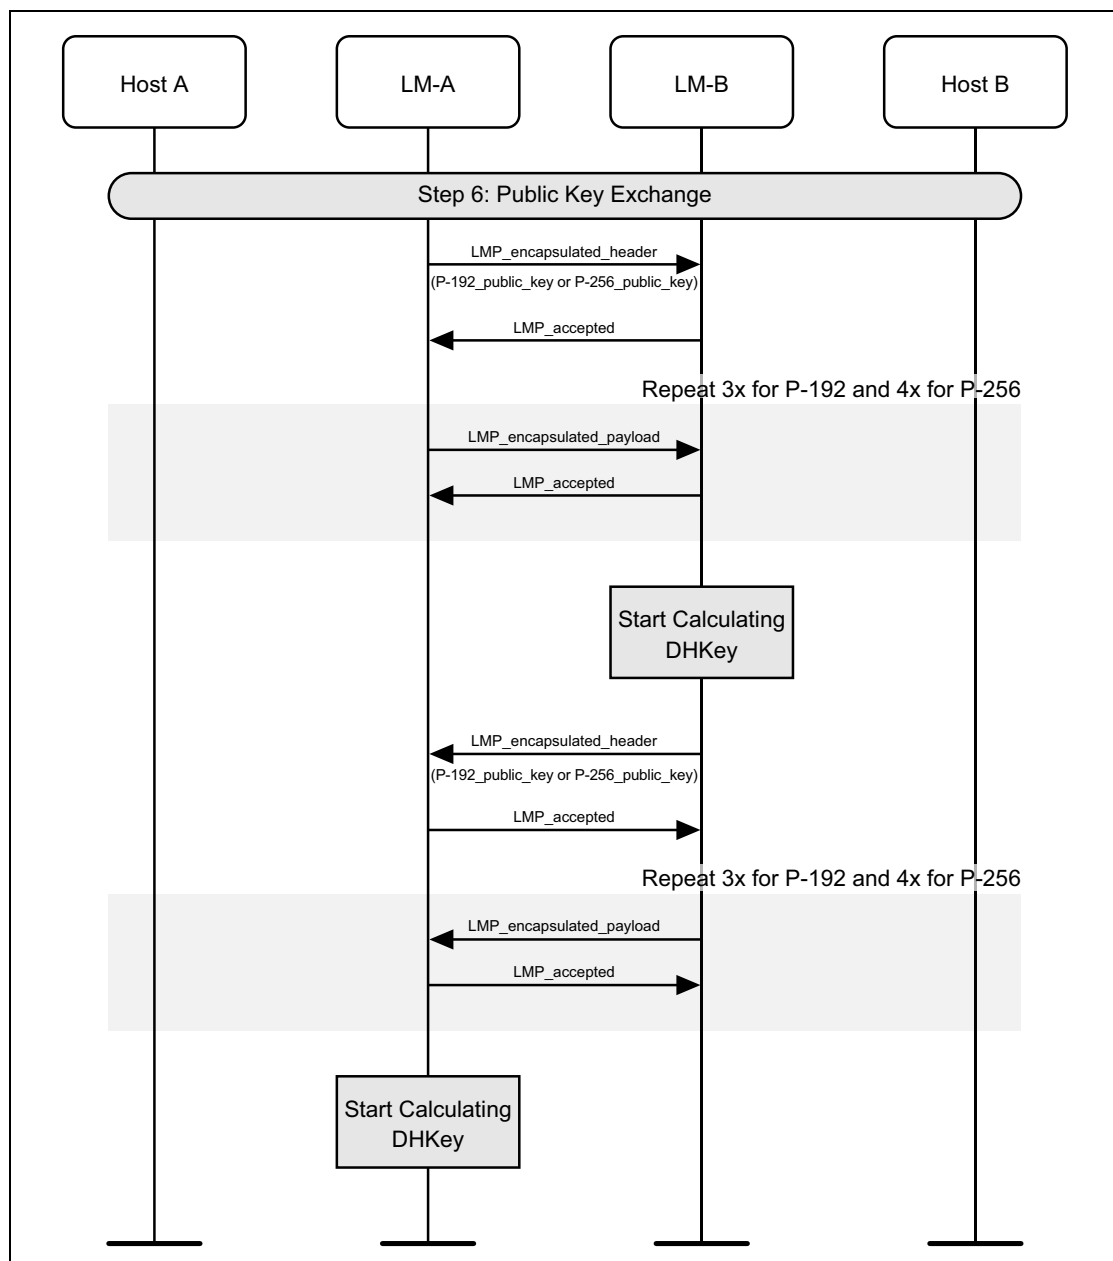 Host A
LM-A
LM-B
Host B
Step 6: Public Key Exchange
LMP_encapsulated_header
(P-192_public_key or P-256_public_key)
LMP_accepted
Repeat 3x for P-192 and 4x for P-256
LMP_encapsulated_payload
LMP_accepted
Start Calculating
DHKey
LMP_encapsulated_header
(P-192_public_key or P-256_public_key)
LMP_accepted
Repeat 3x for P-192 and 4x for P-256
LMP_encapsulated_payload
LMP_accepted
Start Calculating
DHKey